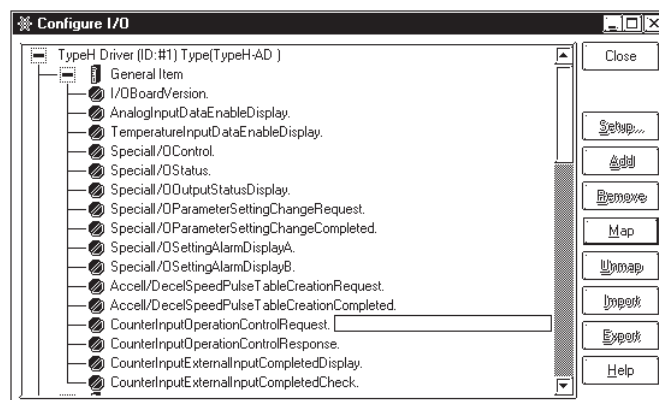 Configure I/O
TypeH Driver (ID:#1) Type(TypeH-AD )
General Item
I/OBoardVersion.
AnalogInputDataEnableDisplay.
TemperatureInputDataEnableDisplay.
SpecialI/OControl.
SpecialI/OStatus.
SpecialI/OOutputStatusDisplay.
SpecialI/OParameterSettingChangeRequest.
SpecialI/OParameterSettingChangeCompleted.
SpecialI/OSettingAlarmDisplayA.
SpecialI/OSettingAlarmDisplayB.
Accell/DecelSpeedPulseTableCreationRequest.
Accell/DecelSpeedPulseTableCreationCompleted.
CounterInputOperationControlRequest.
CounterInputOperationControlResponse.
CounterInputExternalInputCompletedDisplay.
CounterInputExternalInputCompletedCheck.
Close
Setup...
Add
Remove
Map
Unmap
Import
Export
Help